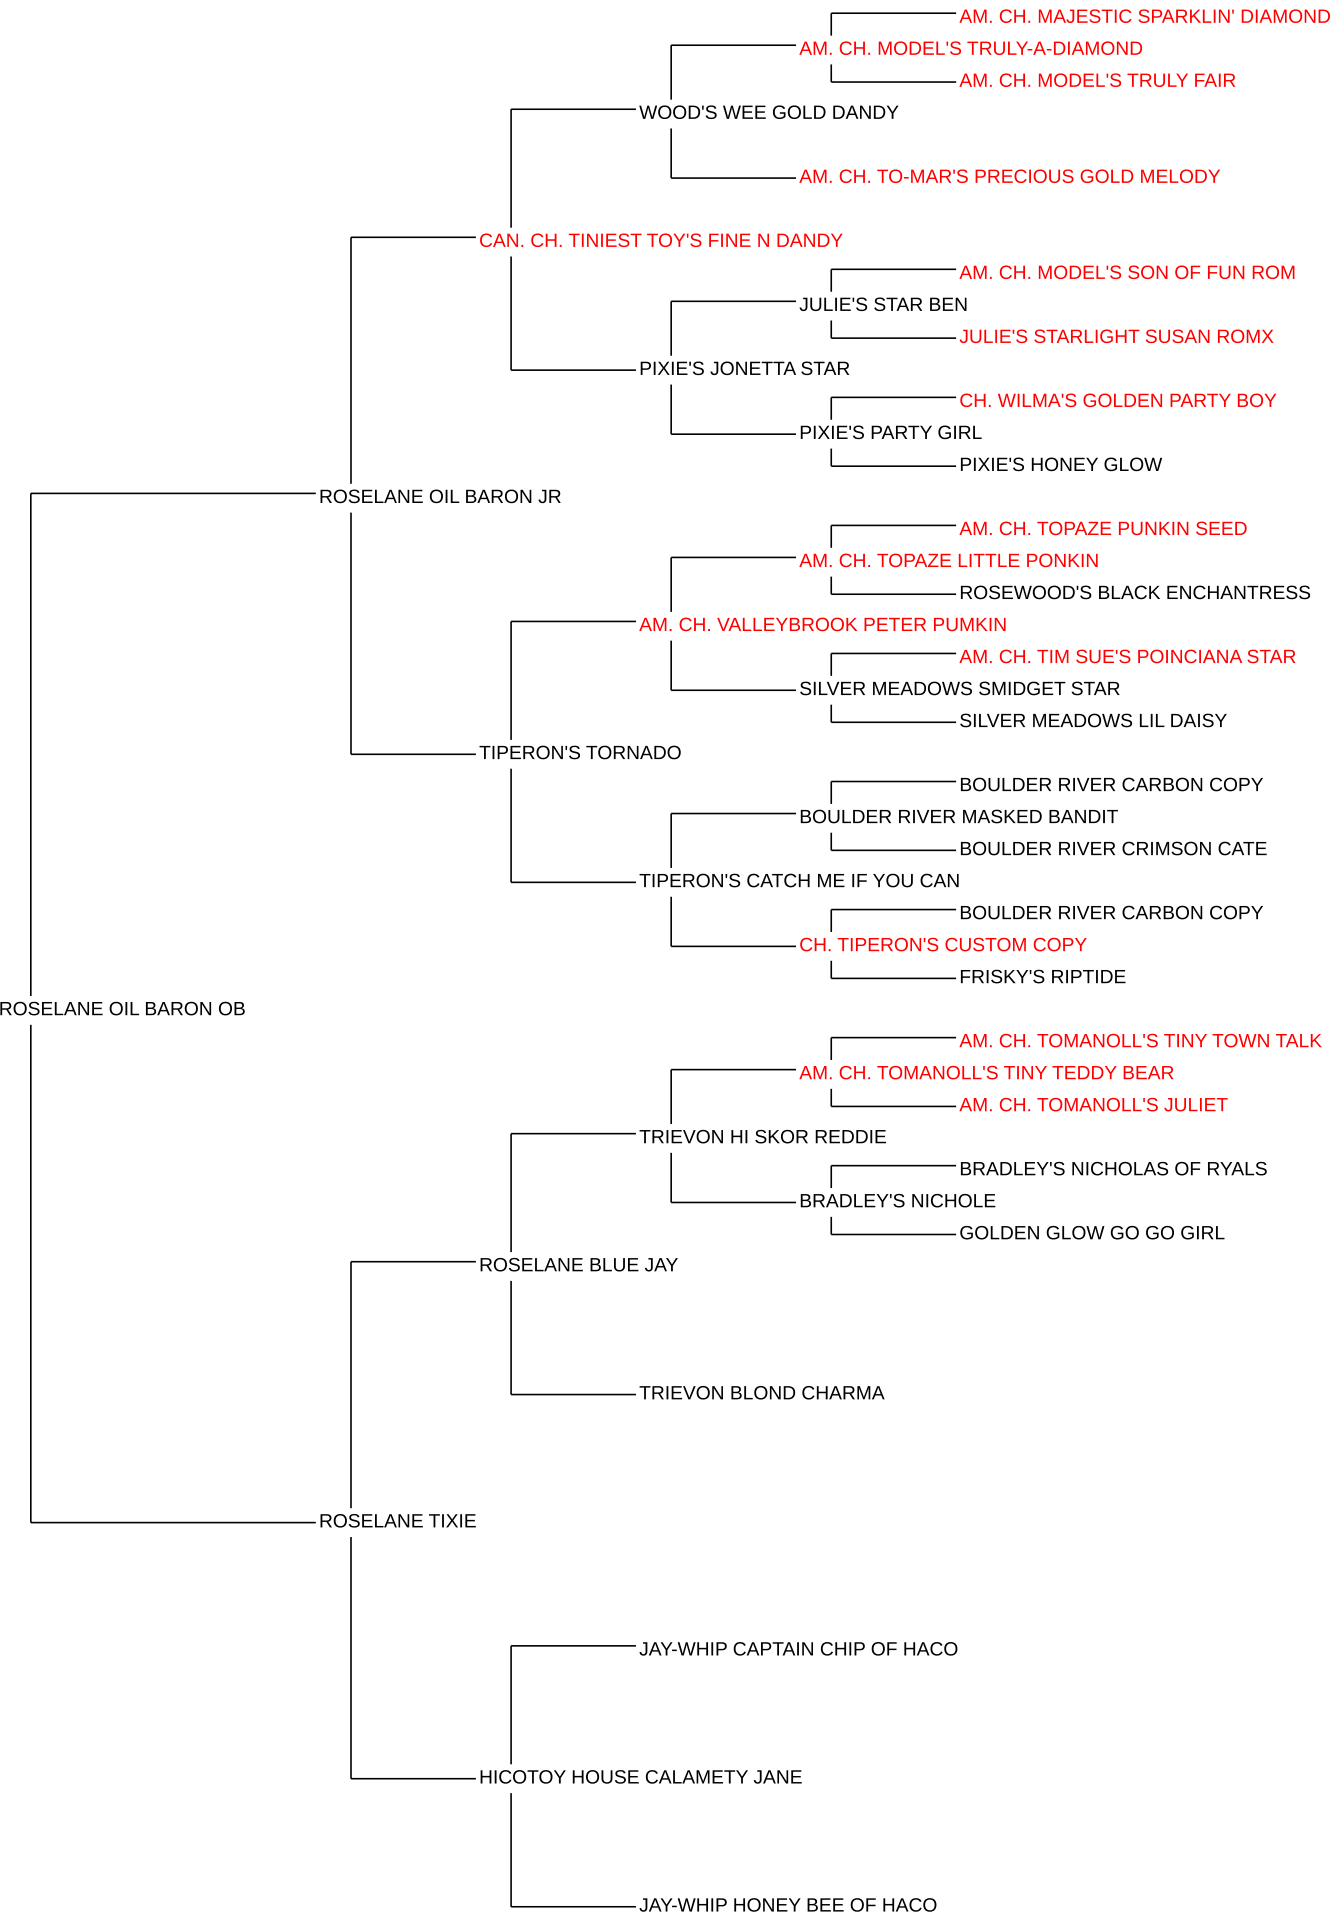 AM. CH. MAJESTIC SPARKLIN' DIAMOND
AM. CH. MODEL'S TRULY-A-DIAMOND
AM. CH. MODEL'S TRULY FAIR
WOOD'S WEE GOLD DANDY
AM. CH. TO-MAR'S PRECIOUS GOLD MELODY
CAN. CH. TINIEST TOY'S FINE N DANDY
AM. CH. MODEL'S SON OF FUN ROM
JULIE'S STAR BEN
JULIE'S STARLIGHT SUSAN ROMX
PIXIE'S JONETTA STAR
CH. WILMA'S GOLDEN PARTY BOY
PIXIE'S PARTY GIRL
PIXIE'S HONEY GLOW
ROSELANE OIL BARON JR
AM. CH. TOPAZE PUNKIN SEED
AM. CH. TOPAZE LITTLE PONKIN
ROSEWOOD'S BLACK ENCHANTRESS
AM. CH. VALLEYBROOK PETER PUMKIN
AM. CH. TIM SUE'S POINCIANA STAR
SILVER MEADOWS SMIDGET STAR
SILVER MEADOWS LIL DAISY
TIPERON'S TORNADO
BOULDER RIVER CARBON COPY
BOULDER RIVER MASKED BANDIT
BOULDER RIVER CRIMSON CATE
TIPERON'S CATCH ME IF YOU CAN
BOULDER RIVER CARBON COPY
CH. TIPERON'S CUSTOM COPY
FRISKY'S RIPTIDE
ROSELANE OIL BARON OB
AM. CH. TOMANOLL'S TINY TOWN TALK
AM. CH. TOMANOLL'S TINY TEDDY BEAR
AM. CH. TOMANOLL'S JULIET
TRIEVON HI SKOR REDDIE
BRADLEY'S NICHOLAS OF RYALS
BRADLEY'S NICHOLE
GOLDEN GLOW GO GO GIRL
ROSELANE BLUE JAY
TRIEVON BLOND CHARMA
ROSELANE TIXIE
JAY-WHIP CAPTAIN CHIP OF HACO
HICOTOY HOUSE CALAMETY JANE
JAY-WHIP HONEY BEE OF HACO